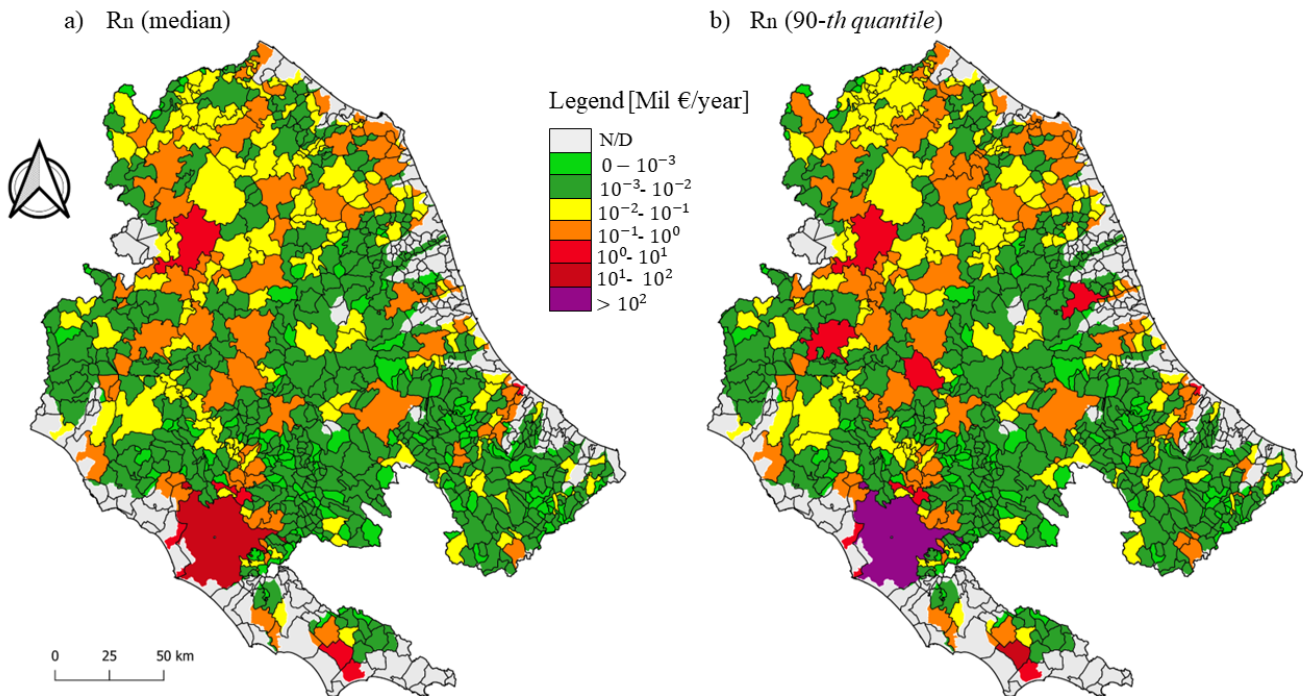 a) Rn (median)
b) Rn (90-th quantile)
Legend [Mil €/year]
N/D
0 – 10⁻³
10⁻³- 10⁻²
10⁻²- 10⁻¹
10⁻¹- 10⁰
10⁰- 10¹
10¹- 10²
> 10²
0 25 50 km